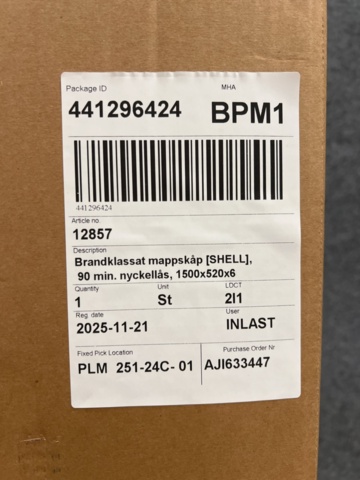 Package ID MHA
441296424 BPM1
441296424
Article no:
12857
Description
Brandklassat mappskåp [SHELL],
90 min. nyckellås, 1500x520x6
Quantity Unit LOCT
1 St 2I1
Reg. date User
2025-11-21 INLAST
Fixed Pick Location Purchase Order Nr
PLM 251-24C- 01 AJI633447